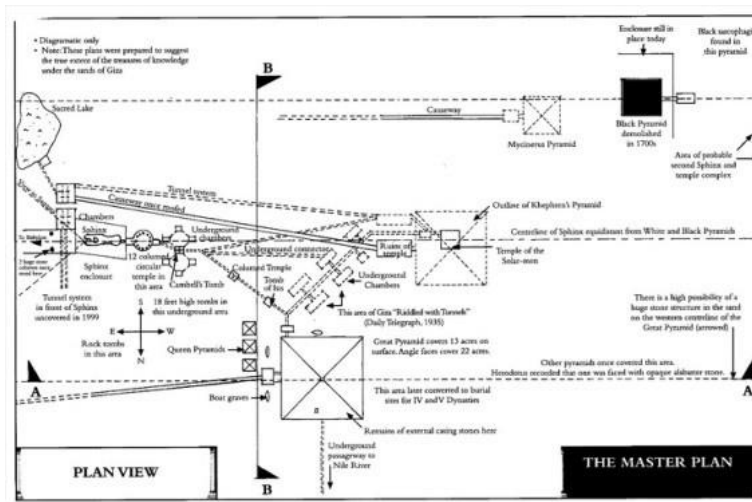 • Diagramatic only
• Note: These plans were prepared to suggest
the true extent of the treasures of knowledge
under the sands of Giza
B
Enclosure still in
place today
Black sarcophagi
found in
this pyramid
Sacred Lake
Causeway
Mycinerus Pyramid
Black Pyramid
demolished
in 1700s
Area of probable
second Sphinx and
temple complex
Tunnel system
Causeway once roofed
Outline of Khephren's Pyramid
Chambers
Sphinx
Underground
chambers
Underground connector
Ruins of
temple
Centreline of Sphinx equidistant from White and Black Pyramids
Sphinx
enclosure
12 columned
circular
temple in
this area
Cambell's Tomb
Columned Temple
Tomb
of Isis
Underground
Chambers
Temple of the
Solar-men
Tunnel system
in front of Sphinx
uncovered in 1999
18 feet high tombs in
this underground area
This area of Giza "Riddled with Tunnels"
(Daily Telegraph, 1935)
There is a high possibility of a
huge stone structure in the sand
on the western centerline of the
Great Pyramid (arrowed)
S
E
W
N
Rock tombs
in this area
Queen Pyramids
Great Pyramid covers 13 acres on
surface. Angle faces cover 22 acres.
Other pyramids once covered this area.
Herodotus recorded that one was faced with opaque alabaster stone.
A
A
Boat graves
This area later converted to burial
sites for IV and V Dynasties
Remains of external casing stones here
Underground
passageway to
Nile River
B
PLAN VIEW
THE MASTER PLAN